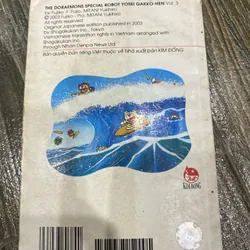 THE DORAEMONS SPECIAL ROBOT YOSEI GAKKO-HEN Vol. 3
by Fujiko F. Fujio, MITANI Yukihiro
© 2003 Fujiko - Pro, MITANI Yukihiro
Original Japanese edition published in 2003
by Shogakukan Inc., Tokyo
Vietnamese translation rights in Vietnam arranged with
Shogakukan Inc.
through Nihon Denpa News Ltd
Bản quyền bản tiếng Việt thuộc về Nhà xuất bản KIM ĐỒNG
KIM ĐỒNG